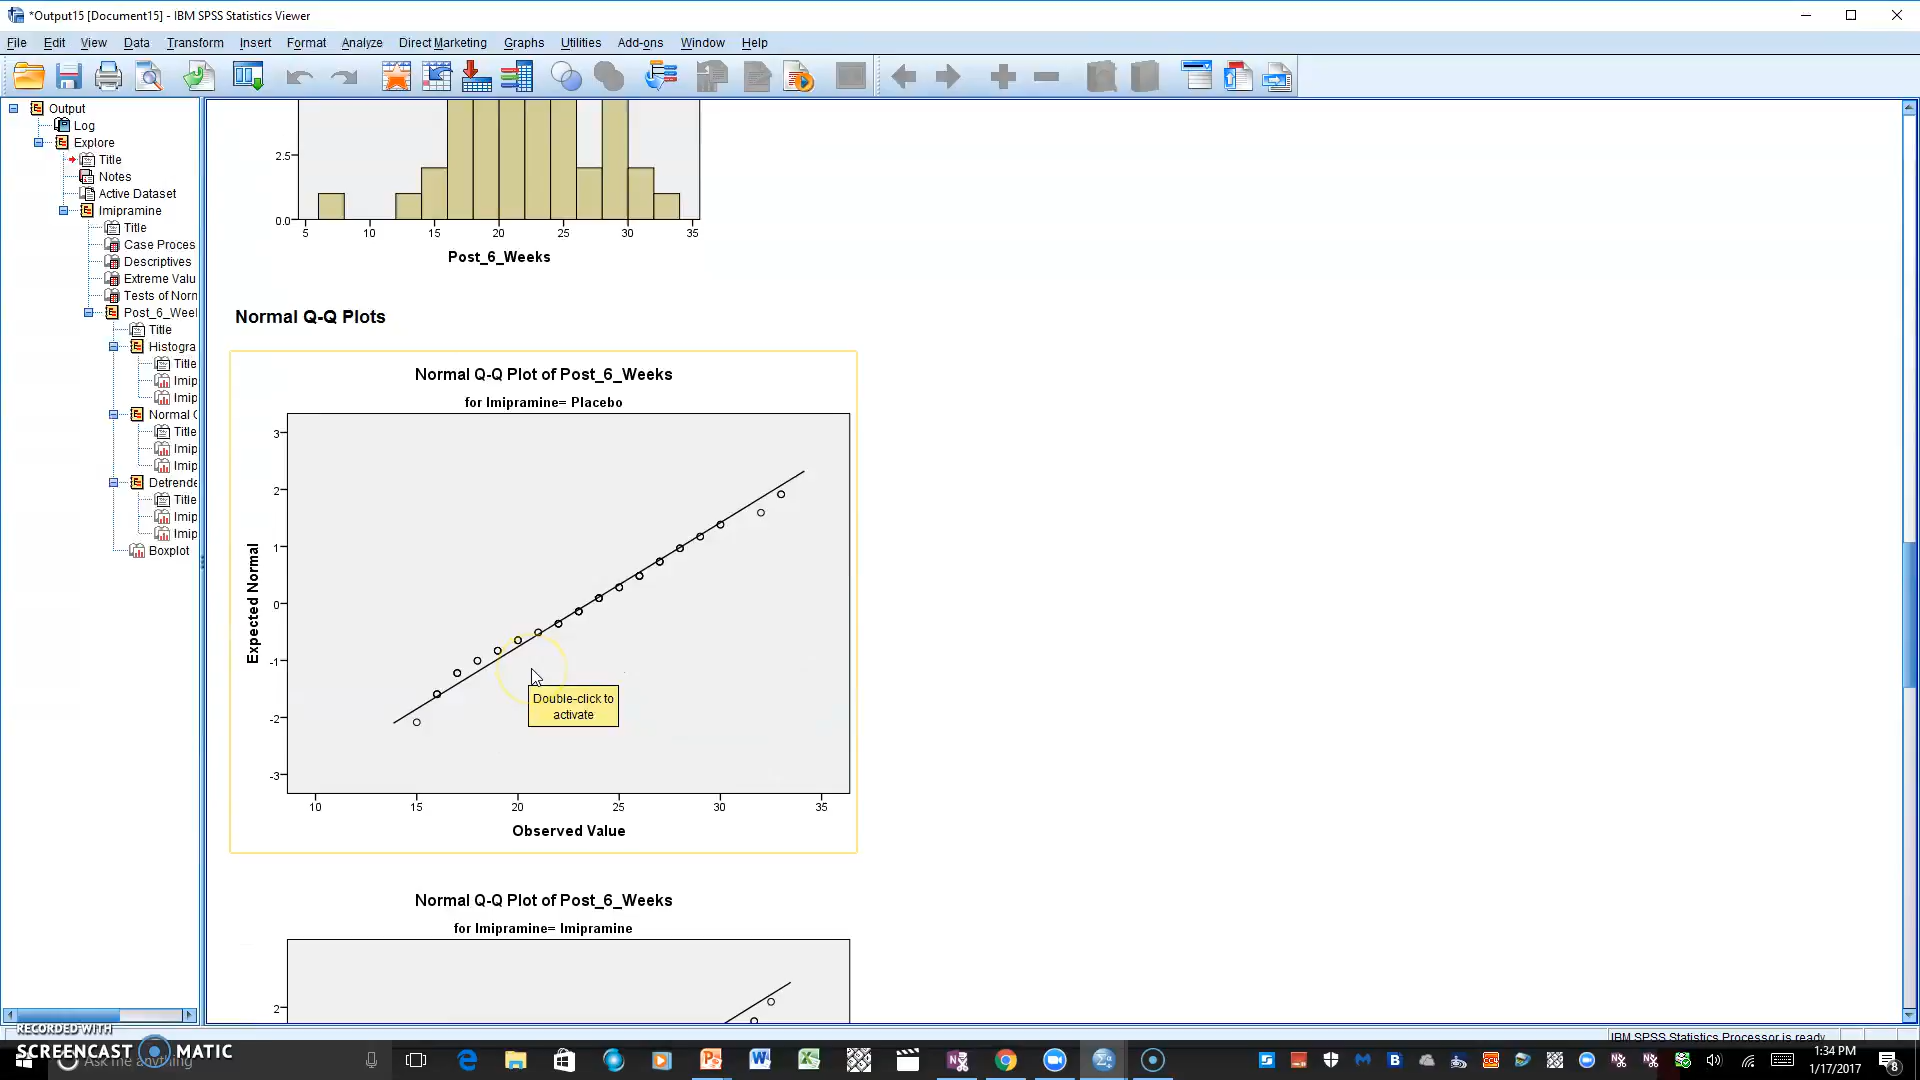 *Output15 [Document15] - IBM SPSS Statistics Viewer
File Edit View Data Transform Insert Format Analyze Direct Marketing Graphs Utilities Add-ons Window Help
Output
Log
Explore
Title
Notes
Active Dataset
Imipramine
Title
Case Proces
Descriptives
Extreme Valu
Tests of Norn
Post_6_Weel
Title
Histogra
Title
Imip
Imip
Normal
Title
Imip
Imip
Detrende
Title
Imip
Imip
Boxplot
2.5
0.0
5 10 15 20 25 30 35
Post_6_Weeks
Normal Q-Q Plots
Normal Q-Q Plot of Post_6_Weeks
for Imipramine= Placebo
3
2
1
0
-1
-2
-3
Expected Normal
10 15 20 25 30 35
Observed Value
Double-click to
activate
Normal Q-Q Plot of Post_6_Weeks
for Imipramine= Imipramine
2
IBM SPSS Statistics Processor is ready
RECORDED WITH
SCREENCAST MATIC
Ask me anything
1:34 PM
1/17/2017
8